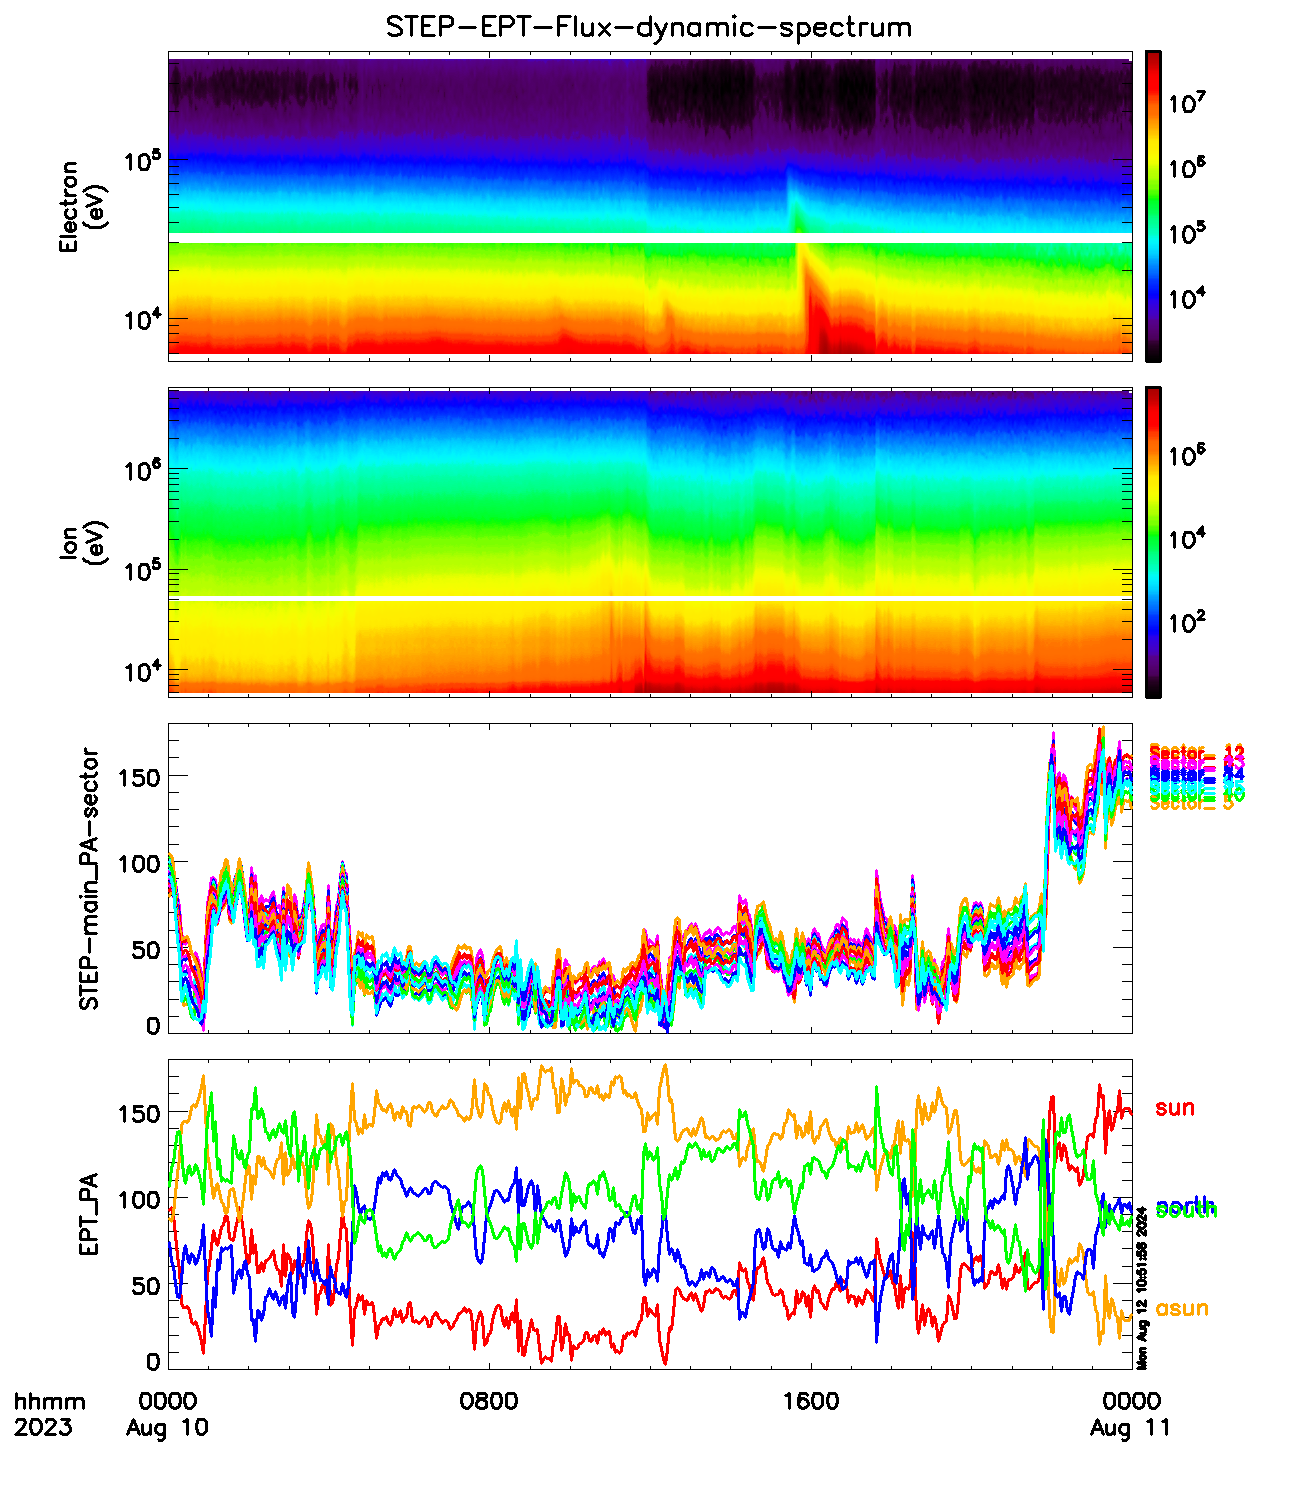 STEP-EPT-Flux-dynamic-spectrum
Electron
(eV)
10^5
10^4
10^7
10^6
10^5
10^4
Ion
(eV)
10^6
10^5
10^4
10^6
10^4
10^2
STEP-main_PA-sector
150
100
50
0
Sector_ 12
Sector_ 14
Sector_ 5
EPT_PA
150
100
50
0
sun
north
south
asun
Mon Aug 12 10:51:56 2024
hhmm 0000 0800 1600 0000
2023 Aug 10 Aug 11